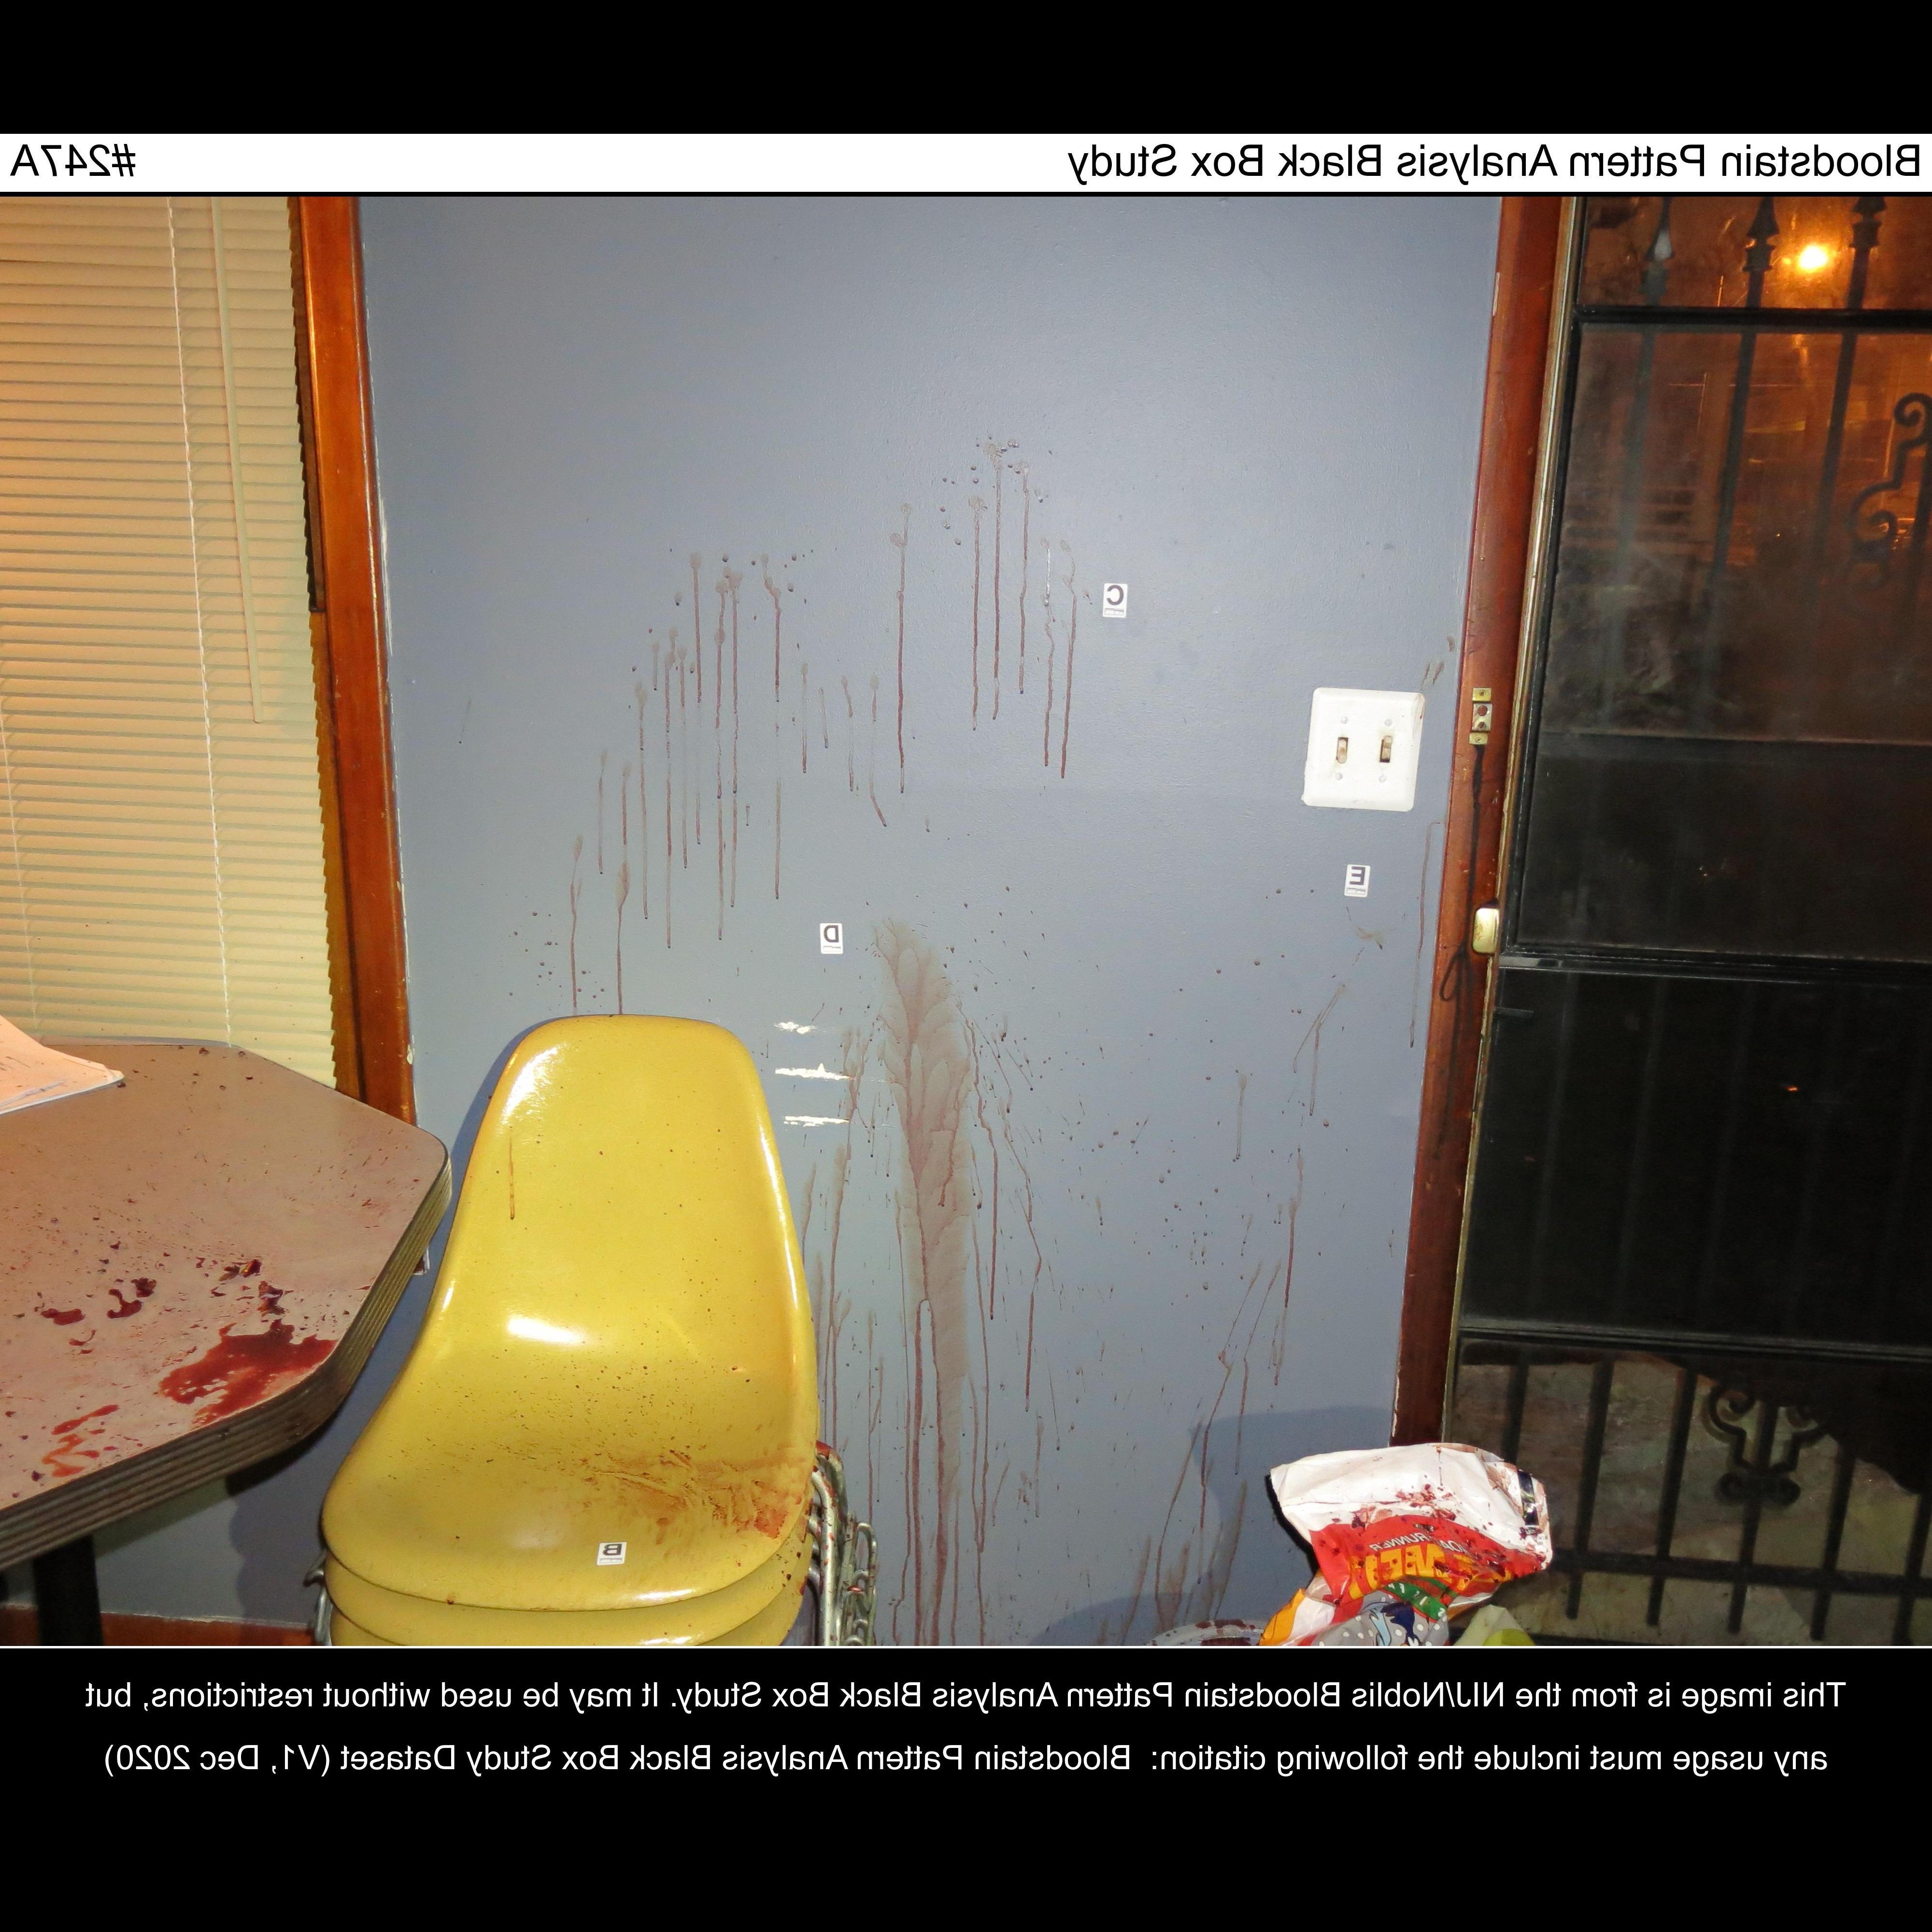 Bloodstain Pattern Analysis Black Box Study
#247A
C
E
D
B
This image is from the NIJ/Noblis Bloodstain Pattern Analysis Black Box Study. It may be used without restrictions, but
any usage must include the following citation:  Bloodstain Pattern Analysis Black Box Study Dataset (V1, Dec 2020)